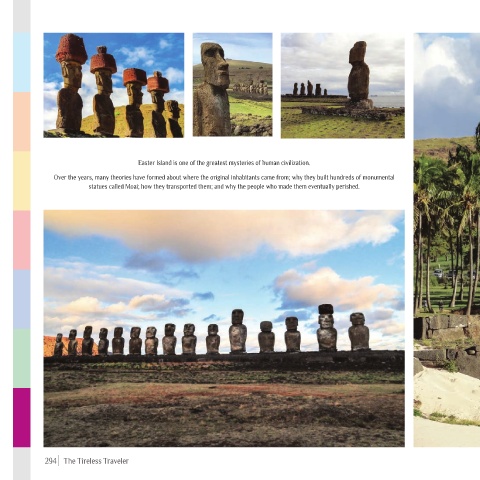 Easter Island is one of the greatest mysteries of human civilization.
Over the years, many theories have formed about where the original inhabitants came from; why they built hundreds of monumental
statues called Moai; how they transported them; and why the people who made them eventually perished.
294 | The Tireless Traveler